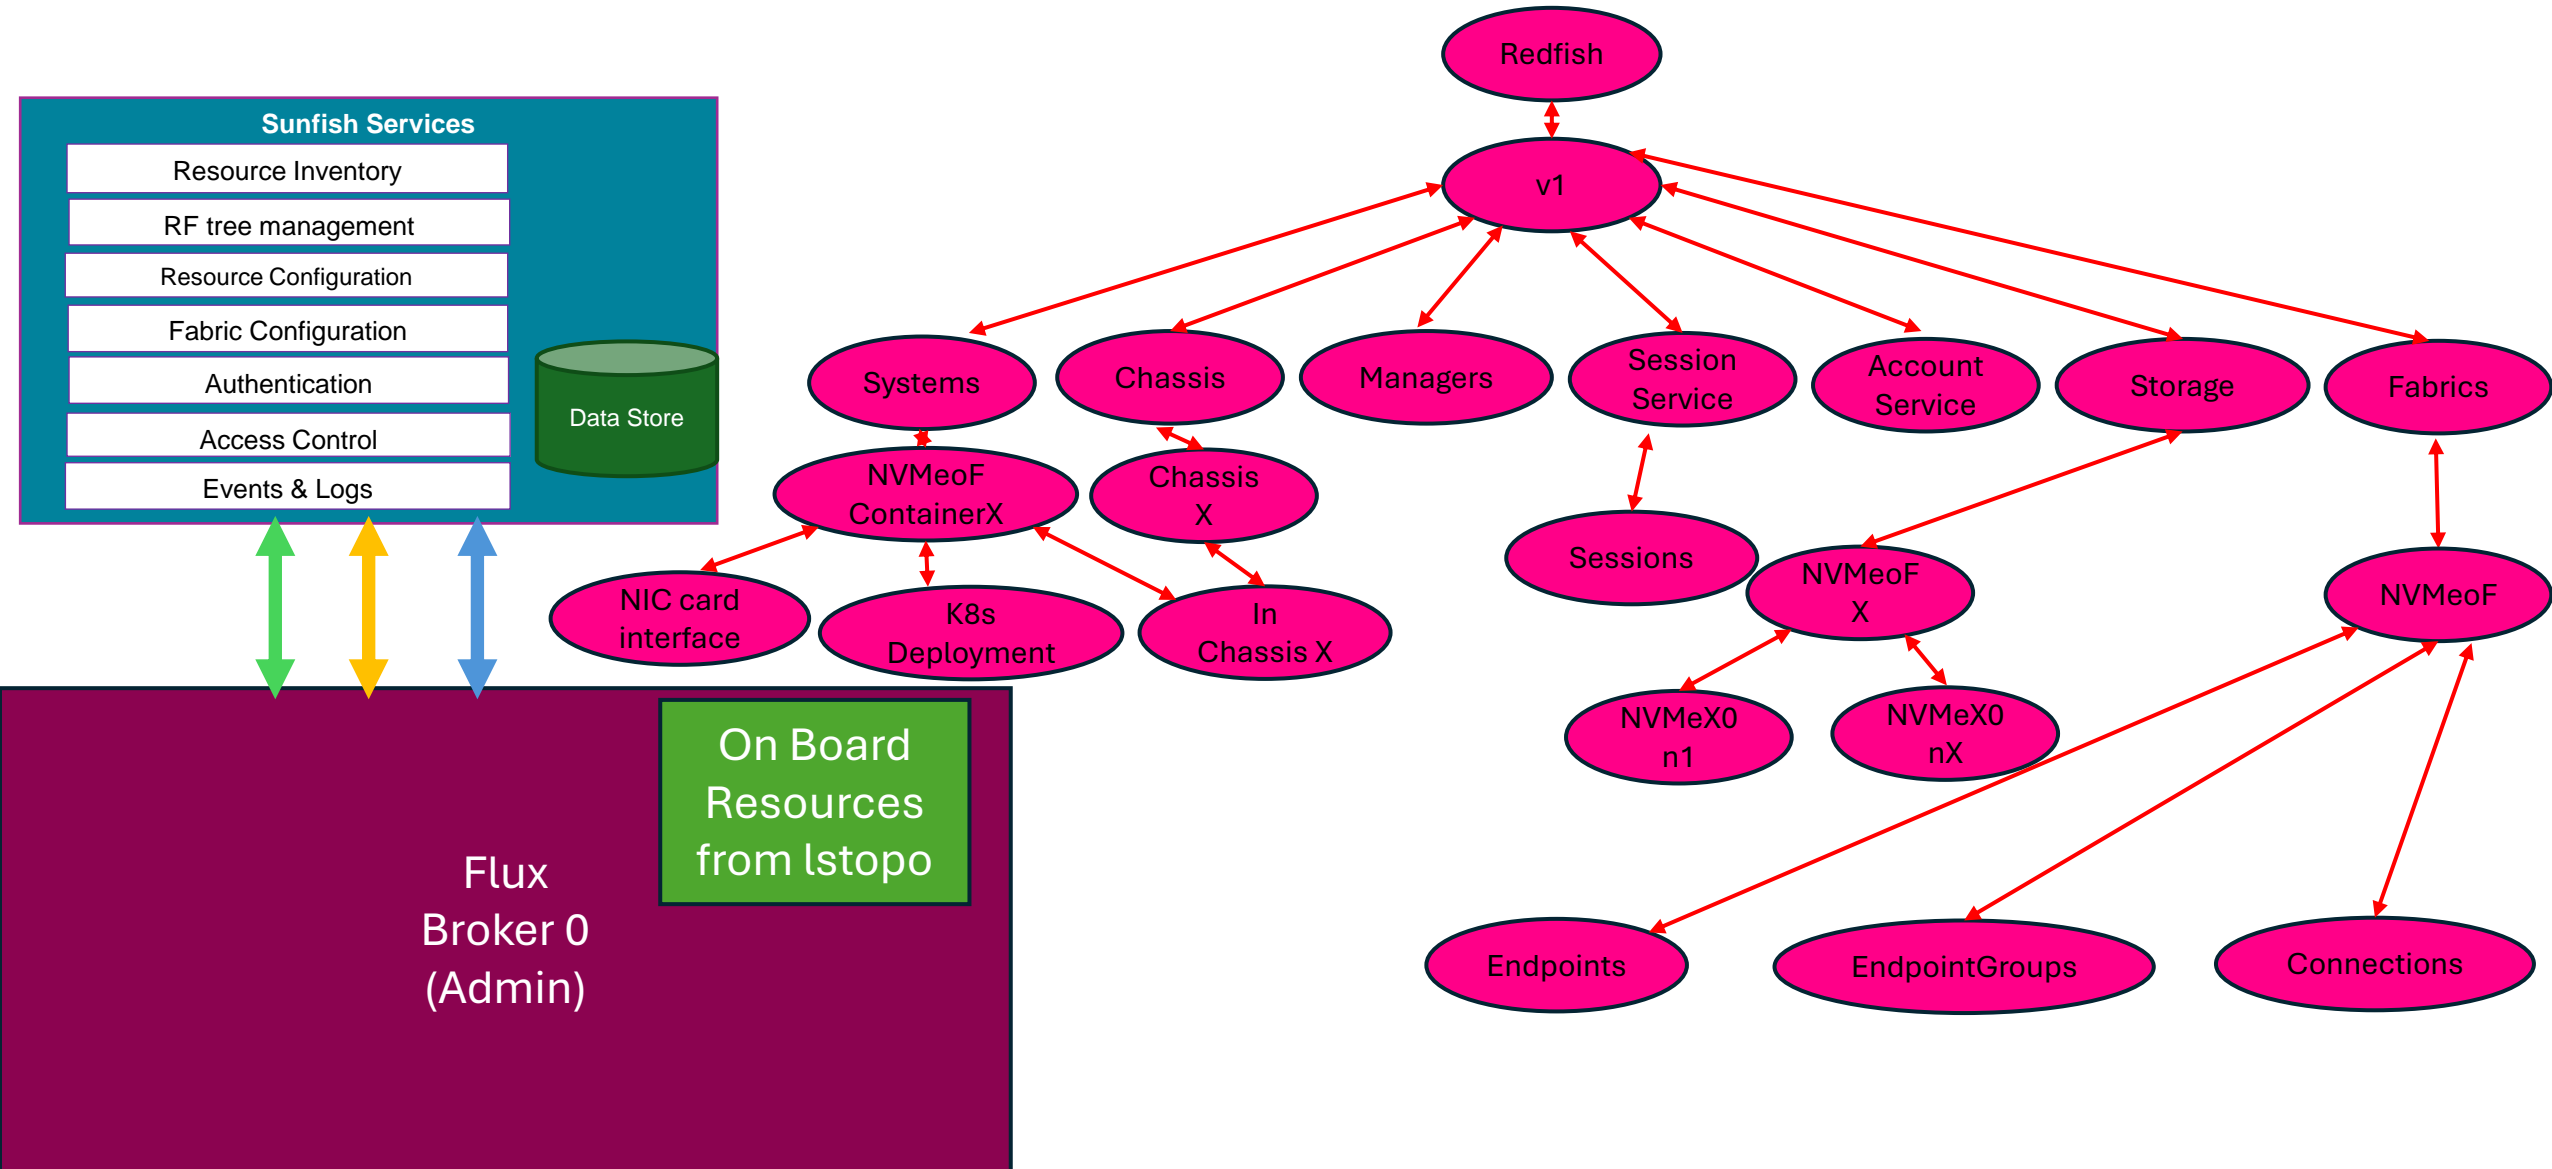 Sunfish Services
Resource Inventory
RF tree management
Resource Configuration
Fabric Configuration
Authentication
Access Control
Events & Logs
Data Store
Flux
Broker 0
(Admin)
On Board
Resources
from lstopo
Redfish
v1
Systems
Chassis
Managers
Session
Service
Account
Service
Storage
Fabrics
NVMeoF
ContainerX
Chassis
X
Sessions
NVMeoF
X
NVMeoF
NIC card
interface
K8s
Deployment
In
Chassis X
NVMeX0
n1
NVMeX0
nX
Endpoints
EndpointGroups
Connections